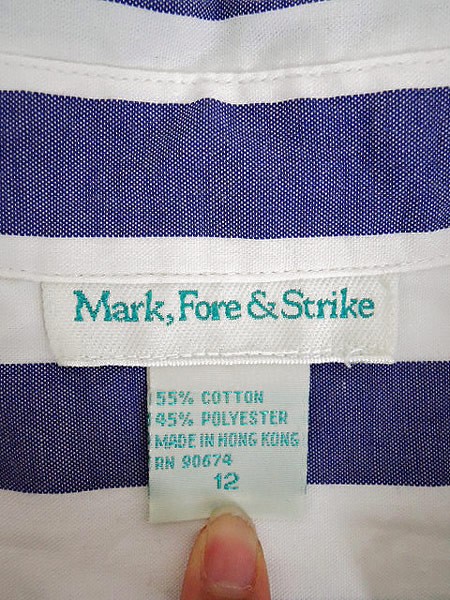 Mark, Fore & Strike
55% COTTON
45% POLYESTER
MADE IN HONG KONG
RN 90674
12